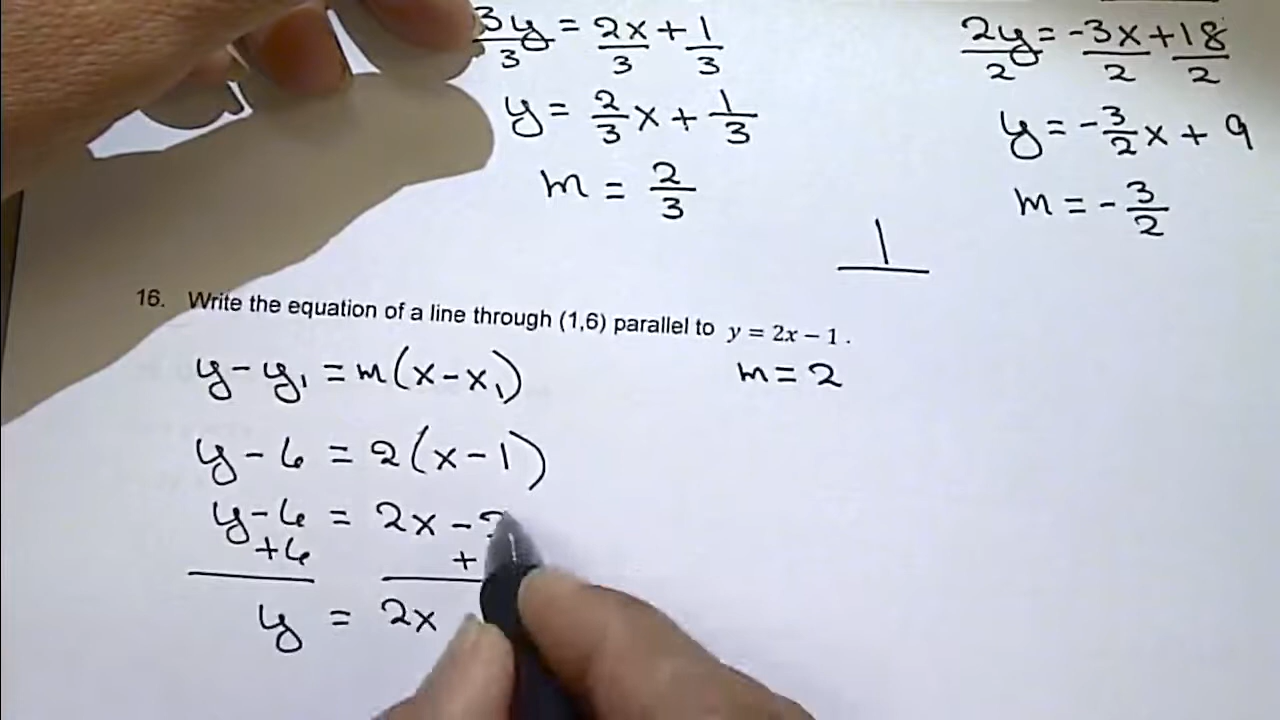 3y = 2x + 1
3 3 3
y = 2/3 x + 1/3
m = 2/3
2y = -3x + 18
2 2 2
y = -3/2 x + 9
m = -3/2
1
16. Write the equation of a line through (1,6) parallel to y = 2x − 1 .
y - y₁ = m(x - x₁)
m = 2
y - 6 = 2(x - 1)
y - 6 = 2x -
+6 +
y = 2x